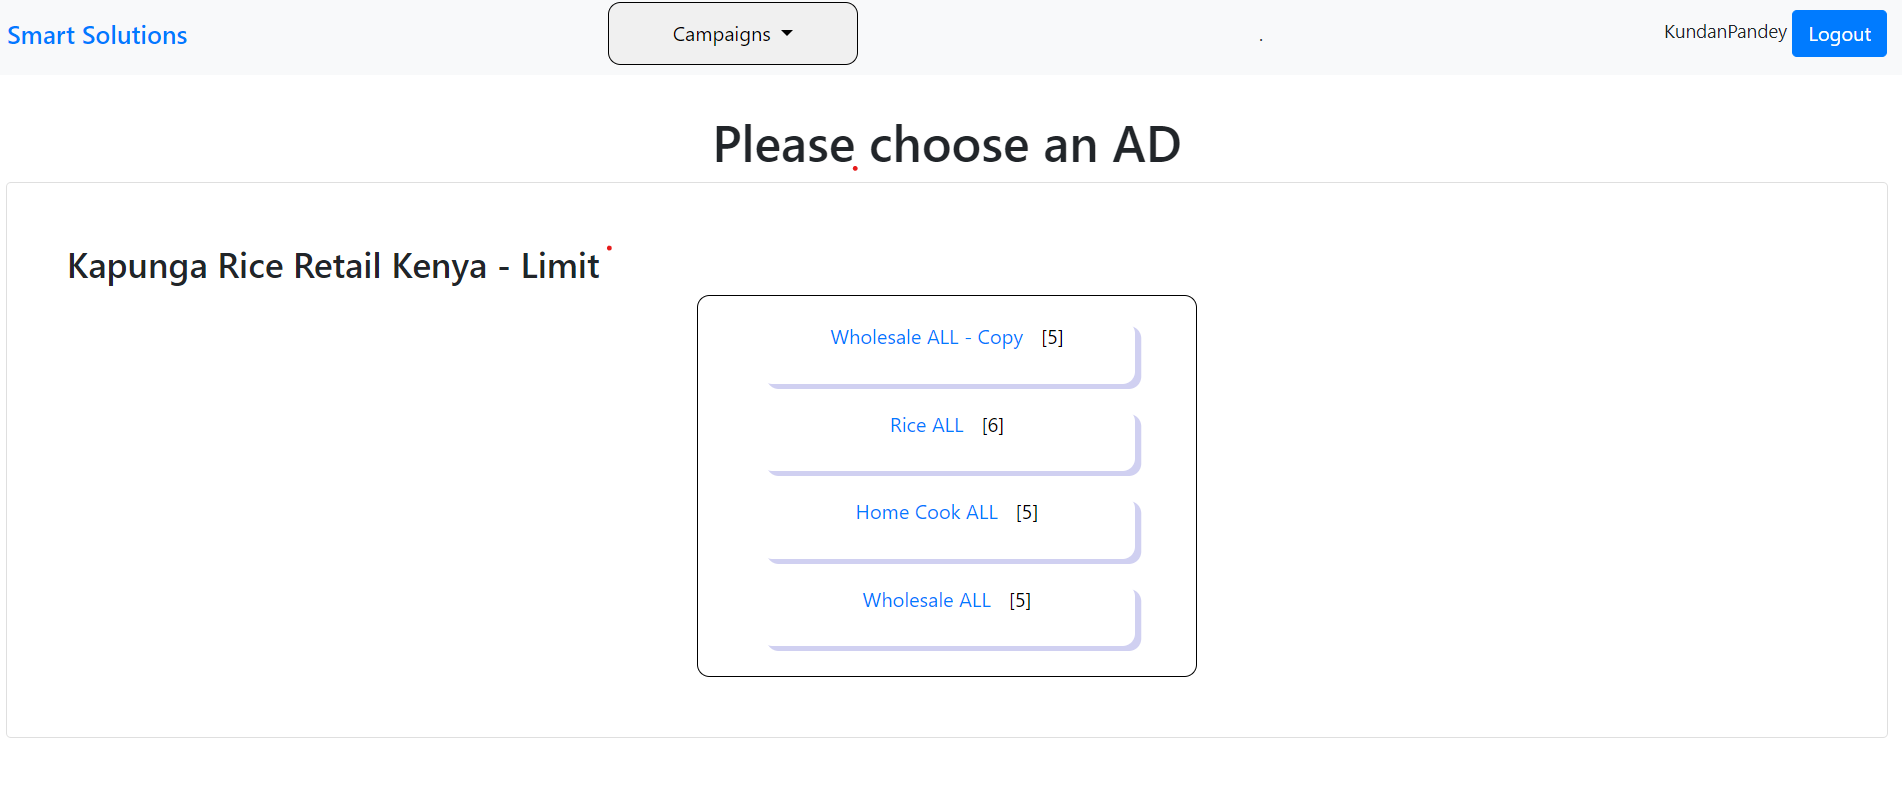 Smart Solutions
Campaigns
.
KundanPandey
Logout
Please choose an AD
Kapunga Rice Retail Kenya - Limit
Wholesale ALL - Copy [5]
Rice ALL [6]
Home Cook ALL [5]
Wholesale ALL [5]